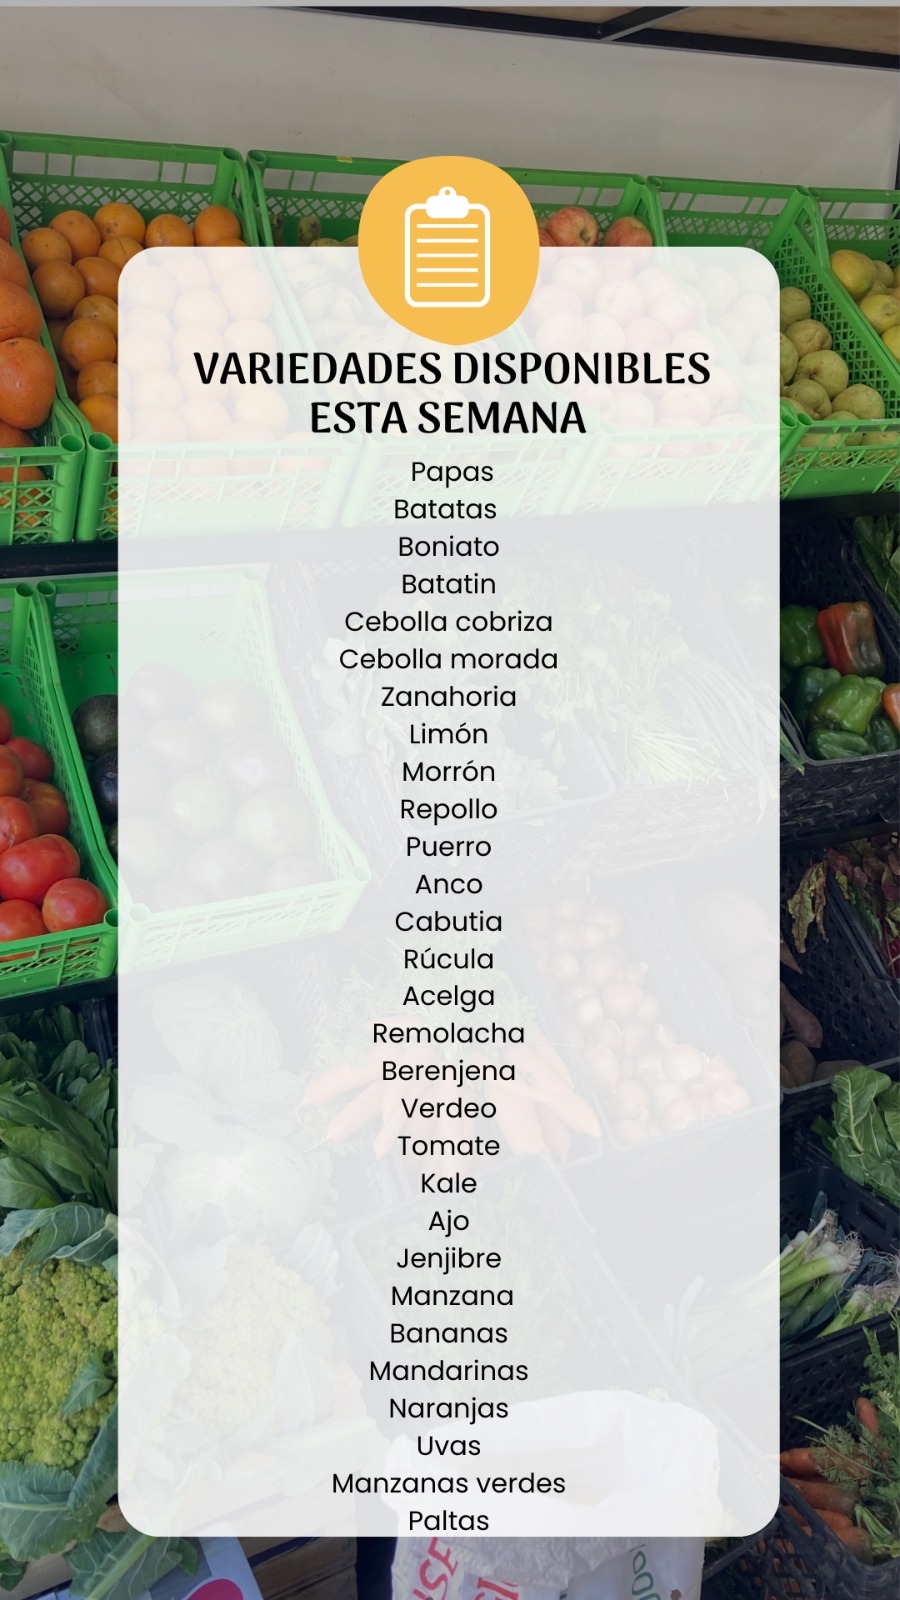 VARIEDADES DISPONIBLES
ESTA SEMANA
Papas
Batatas
Boniato
Batatin
Cebolla cobriza
Cebolla morada
Zanahoria
Limón
Morrón
Repollo
Puerro
Anco
Cabutia
Rúcula
Acelga
Remolacha
Berenjena
Verdeo
Tomate
Kale
Ajo
Jenjibre
Manzana
Bananas
Mandarinas
Naranjas
Uvas
Manzanas verdes
Paltas